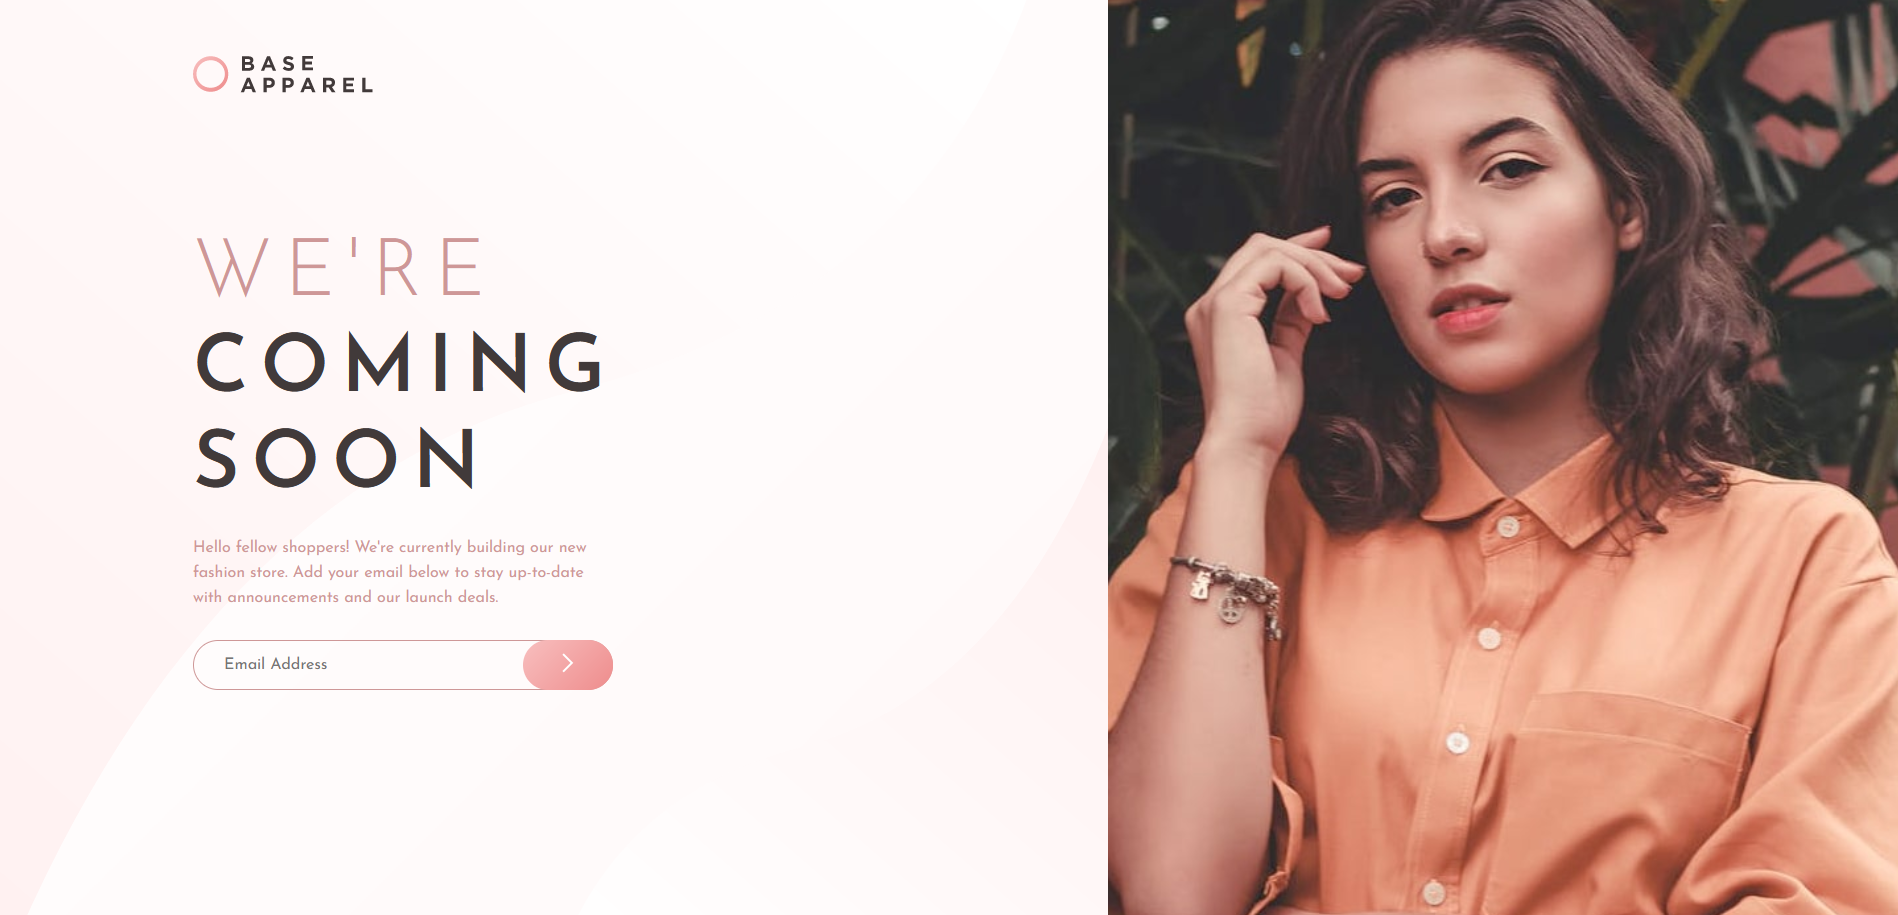 BASE
APPAREL
WE'RE
COMING
SOON
Hello fellow shoppers! We're currently building our new
fashion store. Add your email below to stay up-to-date
with announcements and our launch deals.
Email Address